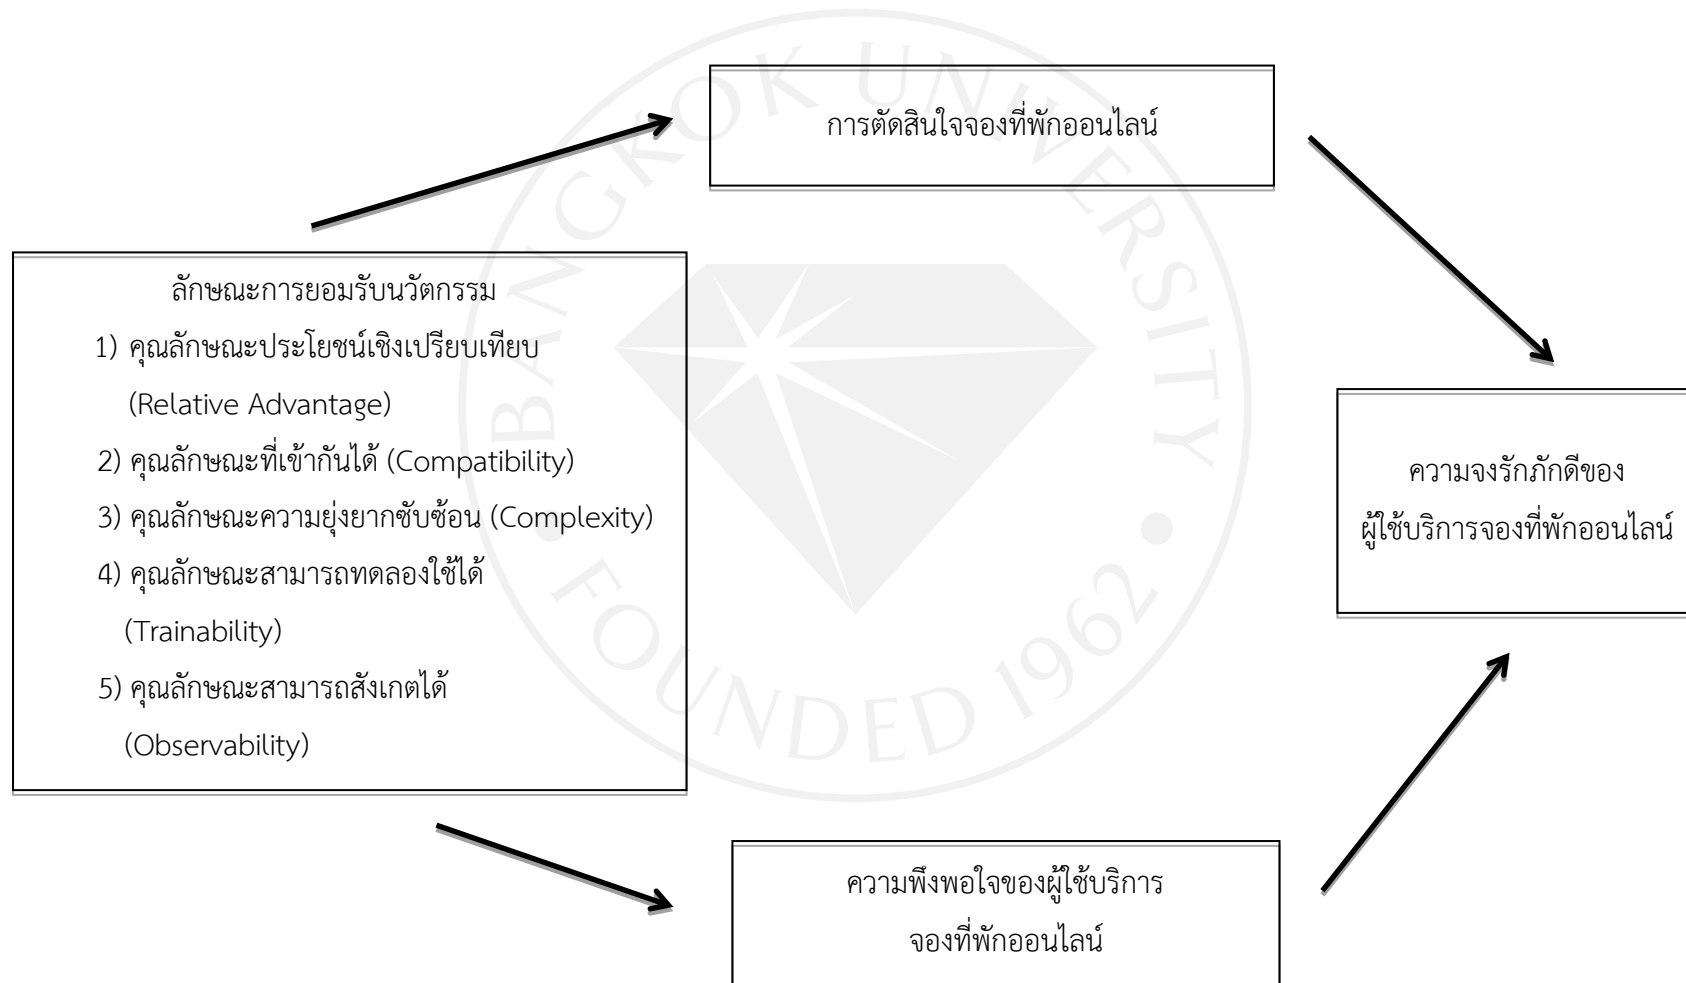 BANGKOK UNIVERSITY
FOUNDED 1962
การตัดสินใจจองที่พักออนไลน์
ลักษณะการยอมรับนวัตกรรม
1) คุณลักษณะประโยชน์เชิงเปรียบเทียบ
(Relative Advantage)
2) คุณลักษณะที่เข้ากันได้ (Compatibility)
3) คุณลักษณะความยุ่งยากซับซ้อน (Complexity)
4) คุณลักษณะสามารถทดลองใช้ได้
(Trainability)
5) คุณลักษณะสามารถสังเกตได้
(Observability)
ความจงรักภักดีของ
ผู้ใช้บริการจองที่พักออนไลน์
ความพึงพอใจของผู้ใช้บริการ
จองที่พักออนไลน์